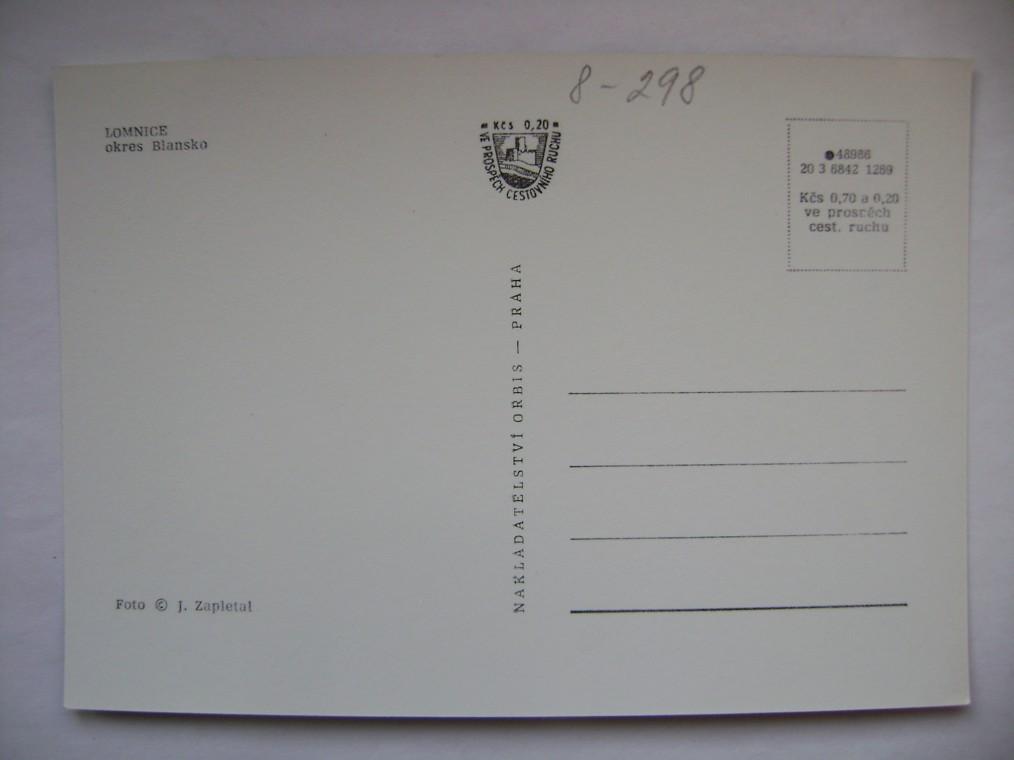 8-298
LOMNICE
okres Blansko
Kčs 0,20
VE PROSPĚCH CESTOVNÍHO RUCHU
48986
20 3 6842 1269
Kčs 0,70 a 0,20
ve prospěch
cest. ruchu
NAKLADATELSTVÍ ORBIS — PRAHA
Foto © J. Zapletal